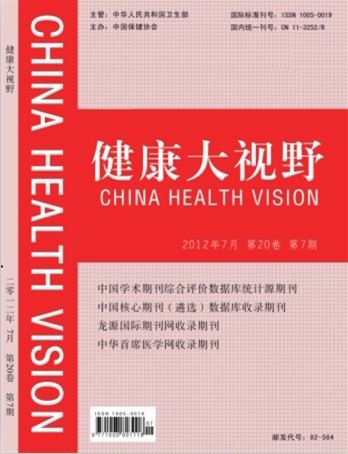 主管：中华人民共和国卫生部
主办：中国保健协会
国际标准刊号：ISSN 1005-0019
国内统一刊号：CN 11-3252/R
健康大视野
CHINA HEALTH VISION
2012年7月 第20卷 第7期
中国学术期刊综合评价数据库统计源期刊
中国核心期刊（遴选）数据库收录期刊
龙源国际期刊网收录期刊
中华首席医学网收录期刊
ISSN 1005-0019
07
邮发代号：82-504
健康大视野
CHINA HEALTH VISION
二零一二年 7月 第20卷 第7期